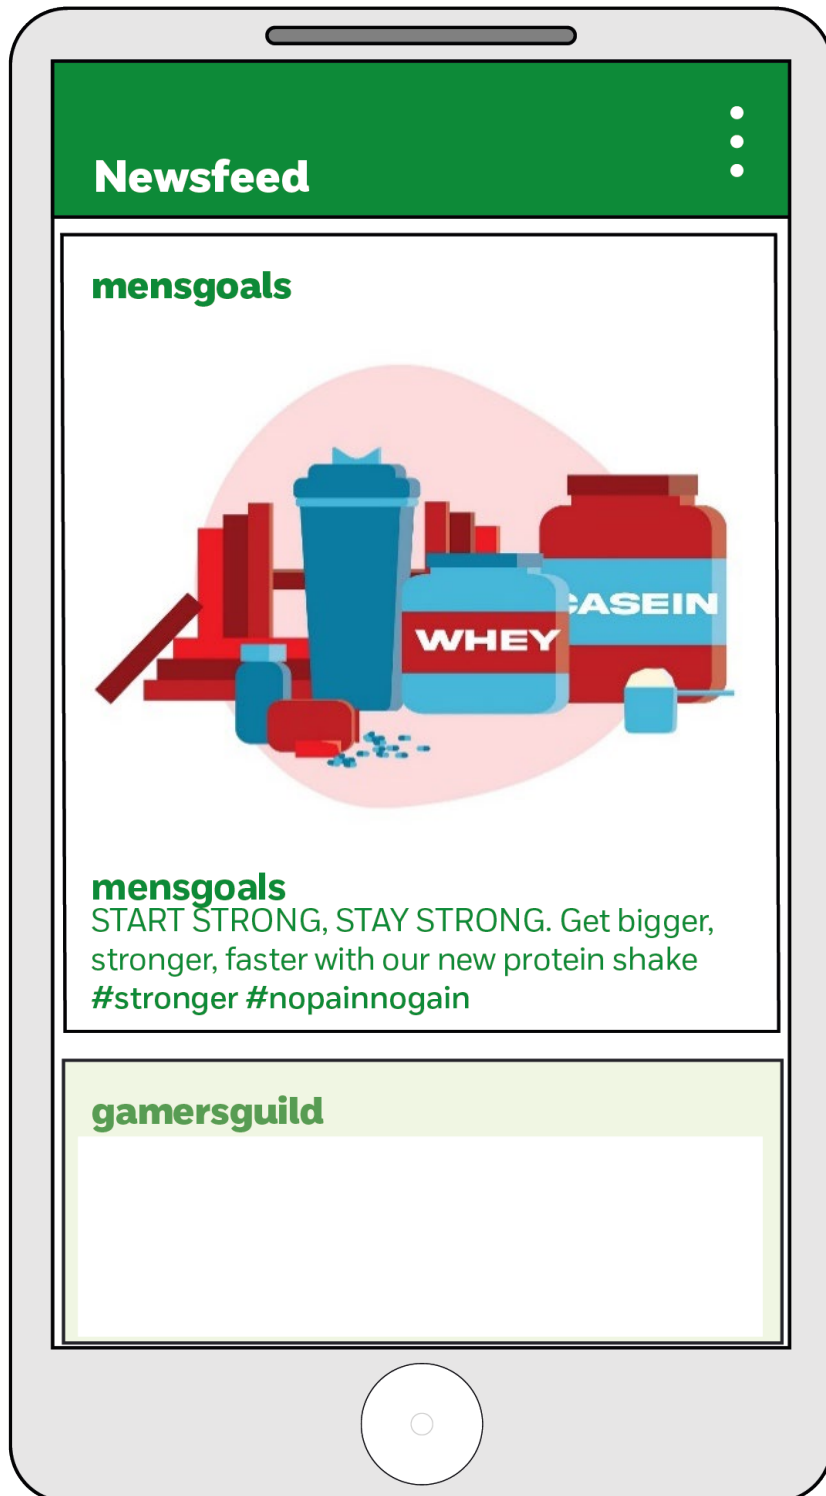 Newsfeed
mensgoals
CASEIN
WHEY
mensgoals
START STRONG, STAY STRONG. Get bigger,
stronger, faster with our new protein shake
#stronger #nopainnogain
gamersguild